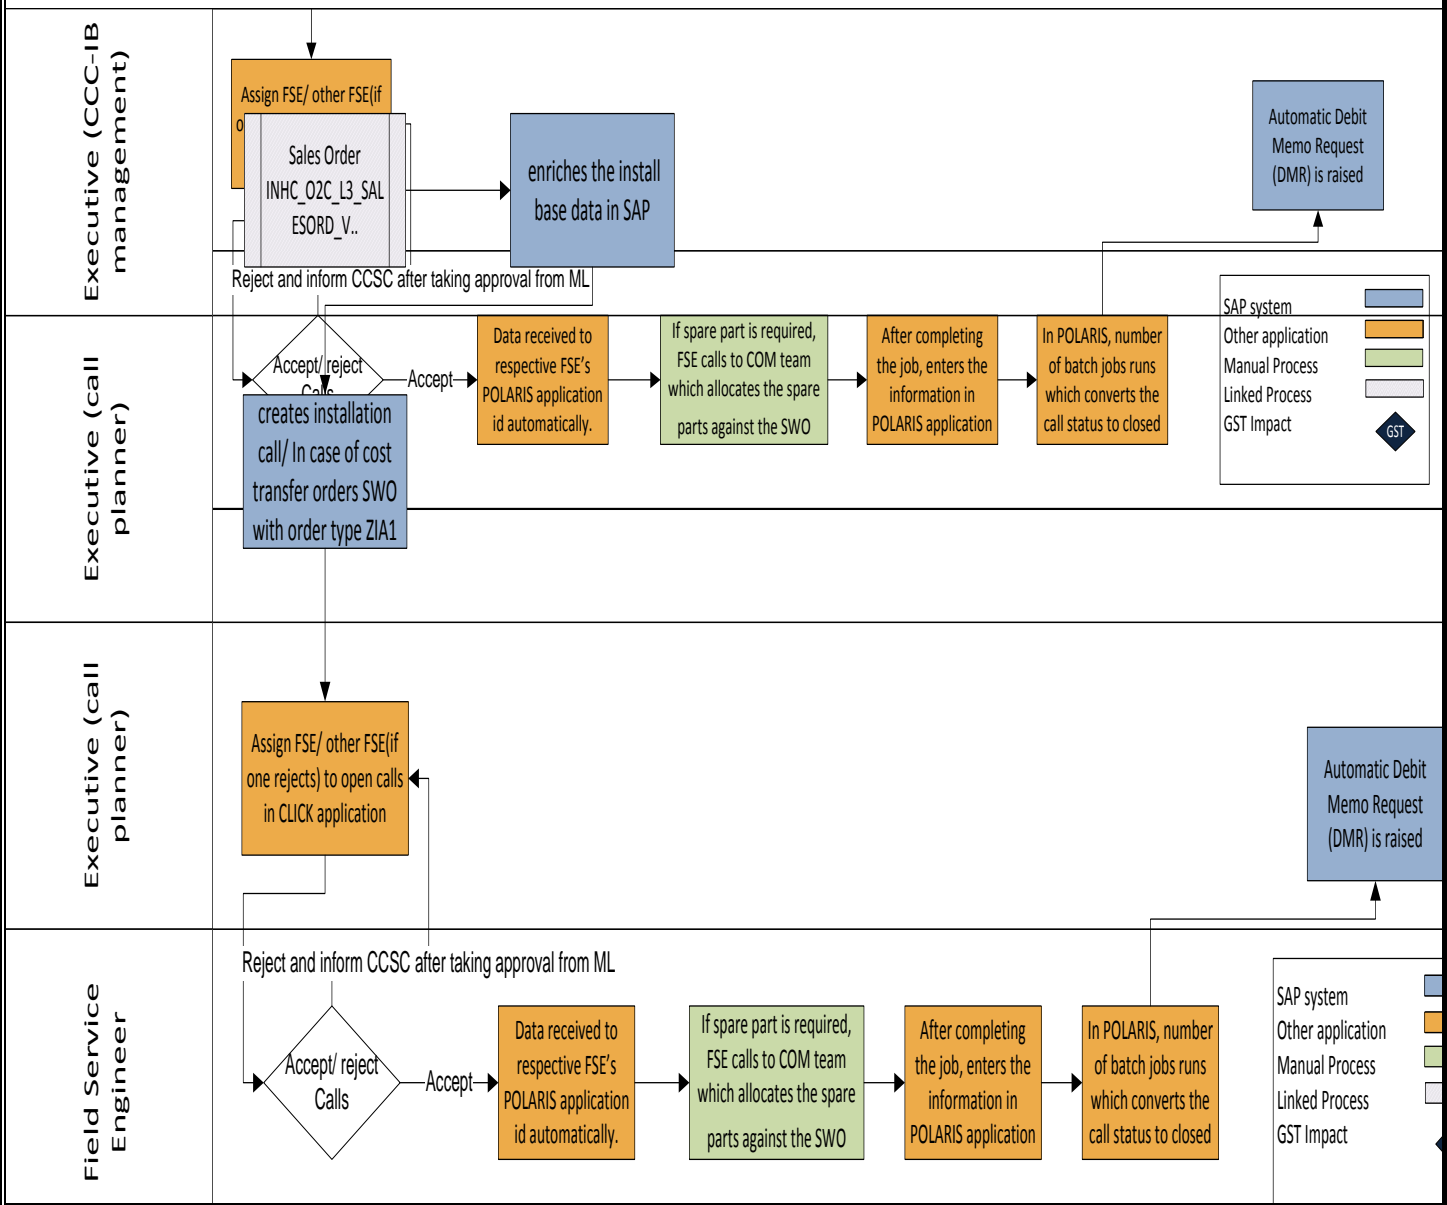 Executive (CCC-IB
management)
Assign FSE/ other FSE(if
o
Sales Order
INHC_O2C_L3_SAL
ESORD_V..
enriches the install
base data in SAP
Automatic Debit
Memo Request
(DMR) is raised
Reject and inform CCSC after taking approval from ML
SAP system
Other application
Manual Process
Linked Process
GST Impact
GST
Executive (call
planner)
Accept/ reject
Calls
Accept
Data received to
respective FSE's
POLARIS application
id automatically.
If spare part is required,
FSE calls to COM team
which allocates the spare
parts against the SWO
After completing
the job, enters the
information in
POLARIS application
In POLARIS, number
of batch jobs runs
which converts the
call status to closed
creates installation
call/ In case of cost
transfer orders SWO
with order type ZIA1
Executive (call
planner)
Assign FSE/ other FSE(if
one rejects) to open calls
in CLICK application
Automatic Debit
Memo Request
(DMR) is raised
Field Service
Engineer
Reject and inform CCSC after taking approval from ML
Accept/ reject
Calls
Accept
Data received to
respective FSE's
POLARIS application
id automatically.
If spare part is required,
FSE calls to COM team
which allocates the spare
parts against the SWO
After completing
the job, enters the
information in
POLARIS application
In POLARIS, number
of batch jobs runs
which converts the
call status to closed
SAP system
Other application
Manual Process
Linked Process
GST Impact